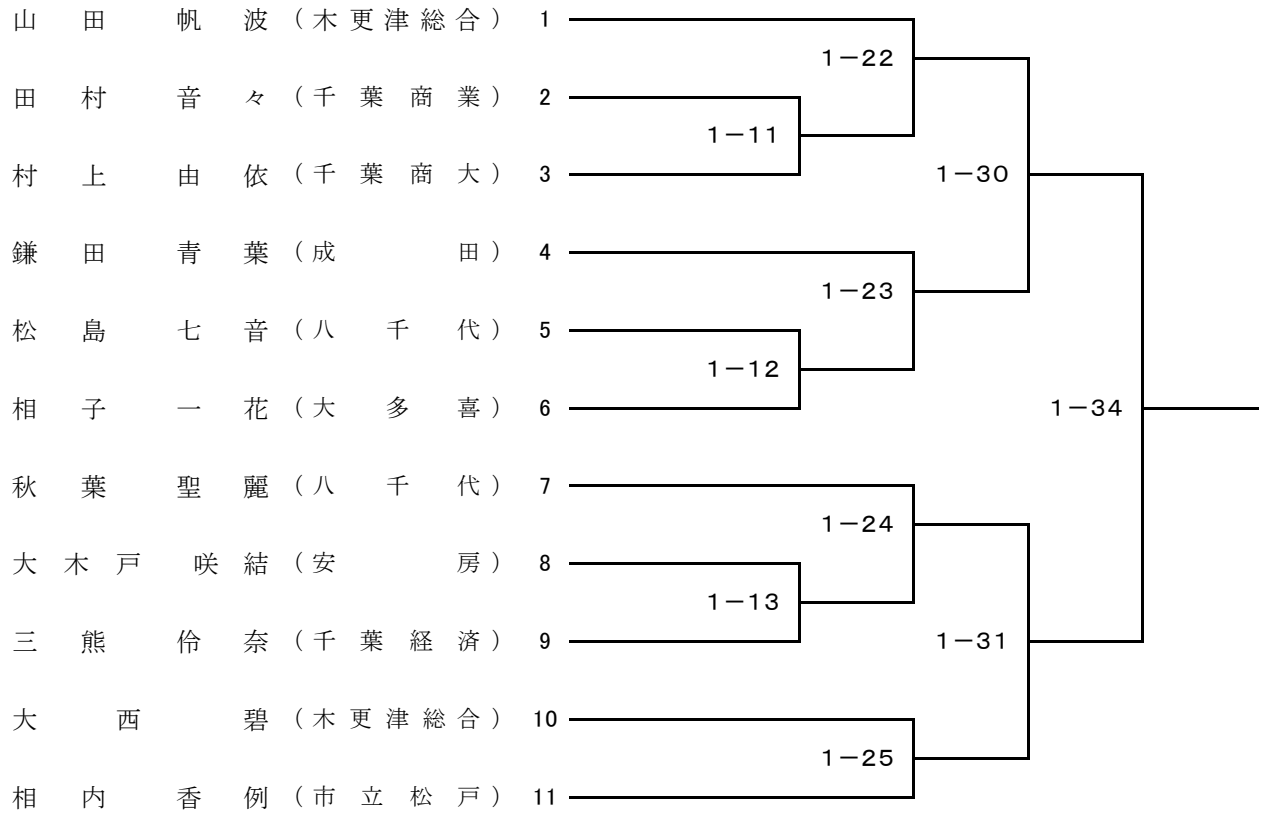 山田 帆波 (木更津総合) 1
1-22
田村 音々 (千葉商業) 2
1-11
村上 由依 (千葉商大) 3
1-30
鎌田 青葉 (成田) 4
1-23
松島 七音 (八千代) 5
1-12
相子 一花 (大多喜) 6
1-34
秋葉 聖麗 (八千代) 7
1-24
大木戸 咲結 (安房) 8
1-13
三熊 伶奈 (千葉経済) 9
1-31
大西 碧 (木更津総合) 10
1-25
相内 香例 (市立松戸) 11